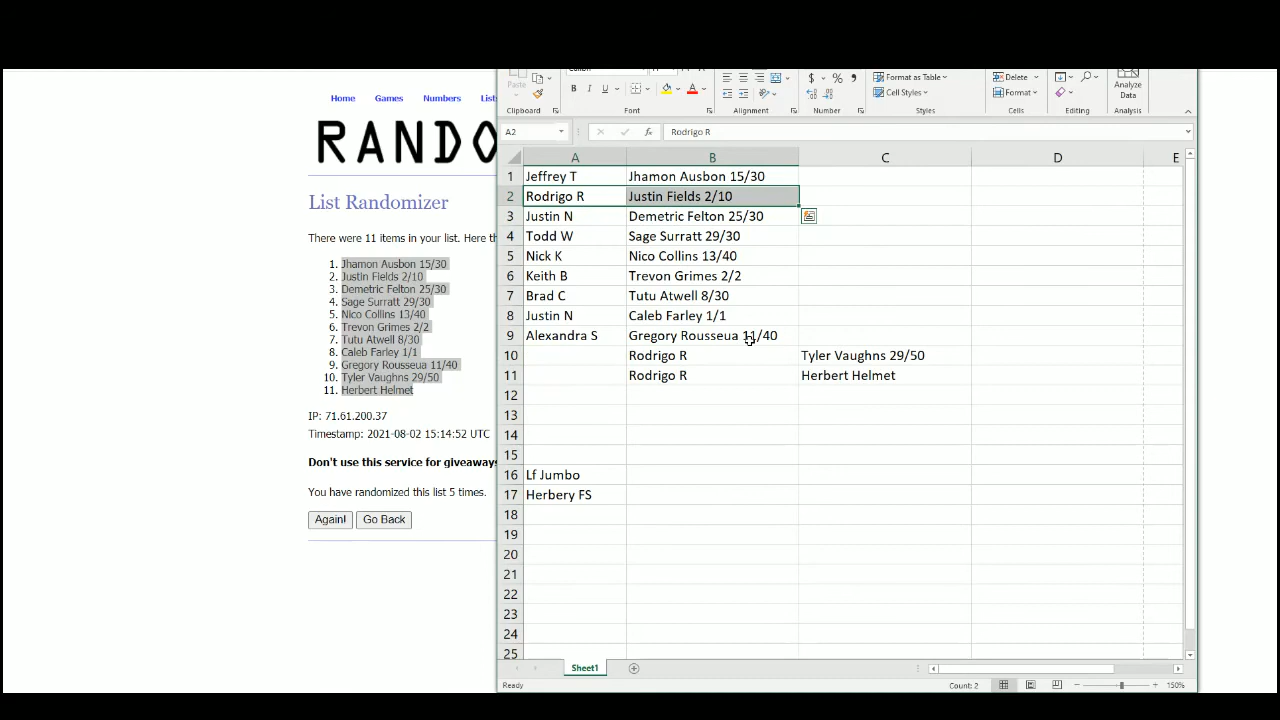 Home Games Numbers Lists
RANDO
List Randomizer
There were 11 items in your list. Here th
1. Jhamon Ausbon 15/30
2. Justin Fields 2/10
3. Demetric Felton 25/30
4. Sage Surratt 29/30
5. Nico Collins 13/40
6. Trevon Grimes 2/2
7. Tutu Atwell 8/30
8. Caleb Farley 1/1
9. Gregory Rousseua 11/40
10. Tyler Vaughns 29/50
11. Herbert Helmet
IP: 71.61.200.37
Timestamp: 2021-08-02 15:14:52 UTC
Don't use this service for giveaways
You have randomized this list 5 times.
Again! Go Back
Paste B I U A $ % 9 Format as Table Cell Styles Delete Format Analyze Data
Clipboard Font Alignment Number Styles Cells Editing Analysis
A2 fx Rodrigo R
A B C D E
1 Jeffrey T Jhamon Ausbon 15/30
2 Rodrigo R Justin Fields 2/10
3 Justin N Demetric Felton 25/30
4 Todd W Sage Surratt 29/30
5 Nick K Nico Collins 13/40
6 Keith B Trevon Grimes 2/2
7 Brad C Tutu Atwell 8/30
8 Justin N Caleb Farley 1/1
9 Alexandra S Gregory Rousseua 11/40
10 Rodrigo R Tyler Vaughns 29/50
11 Rodrigo R Herbert Helmet
12
13
14
15
16 Lf Jumbo
17 Herbery FS
18
19
20
21
22
23
24
25
Sheet1
Ready Count: 2 150%